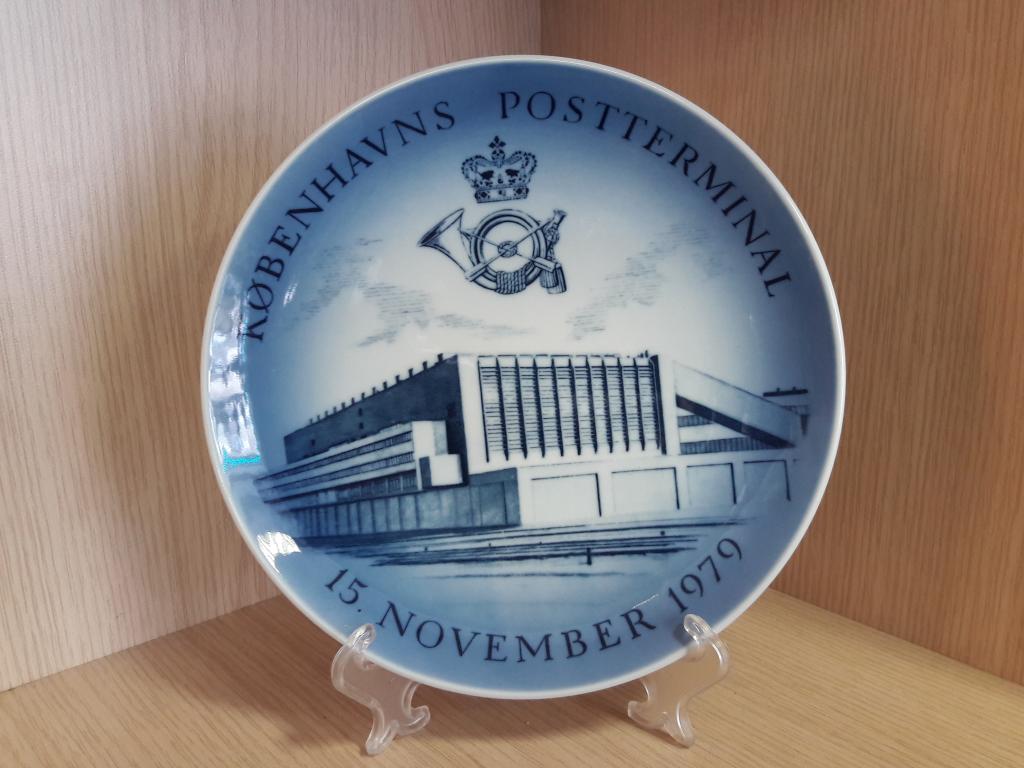 KØBENHAVNS POSTTERMINAL
15. NOVEMBER 1979